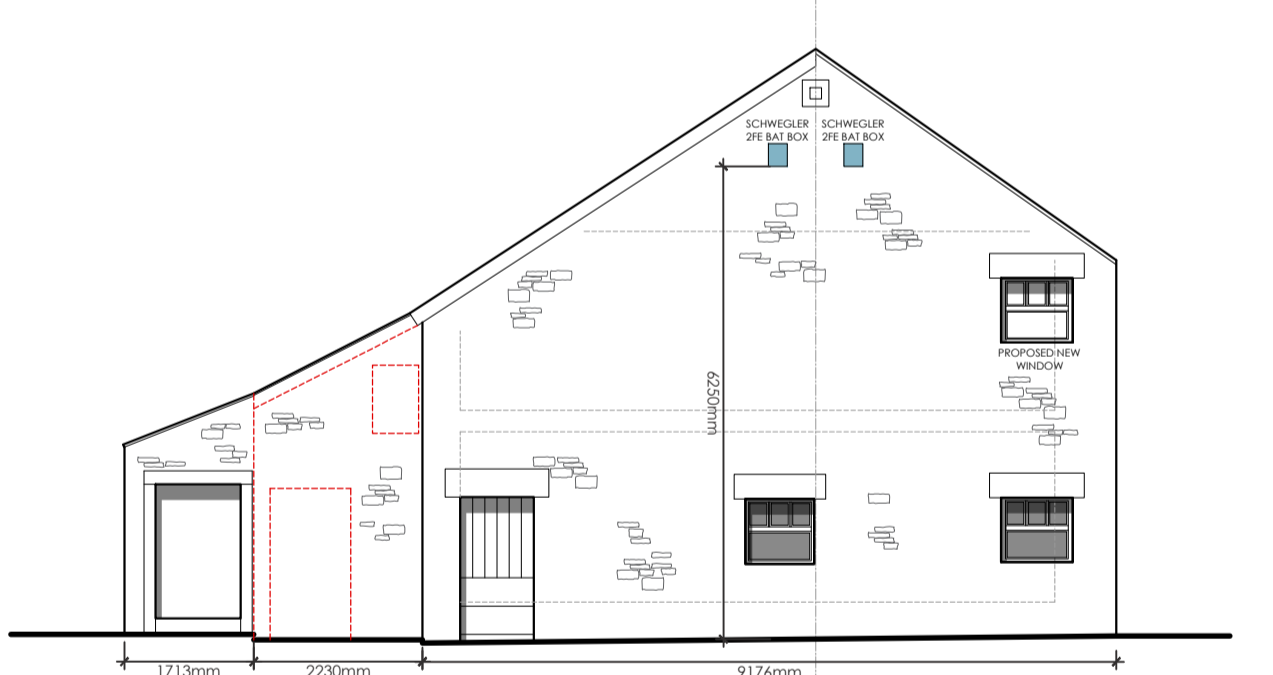 SCHWEGLER
2FE BAT BOX
SCHWEGLER
2FE BAT BOX
PROPOSED NEW
WINDOW
6250mm
1713mm
2230mm
9176mm